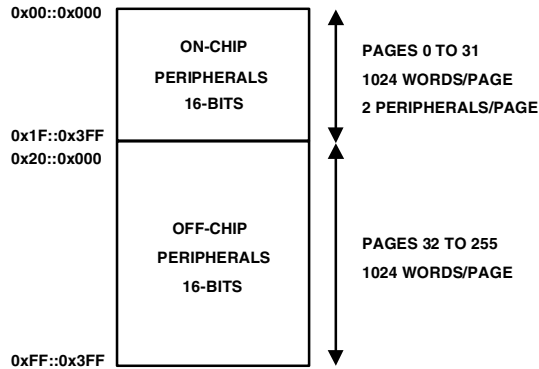 0x00::0x000
ON-CHIP
PERIPHERALS
16-BITS
PAGES 0 TO 31
1024 WORDS/PAGE
2 PERIPHERALS/PAGE
0x1F::0x3FF
0x20::0x000
OFF-CHIP
PERIPHERALS
16-BITS
PAGES 32 TO 255
1024 WORDS/PAGE
0xFF::0x3FF